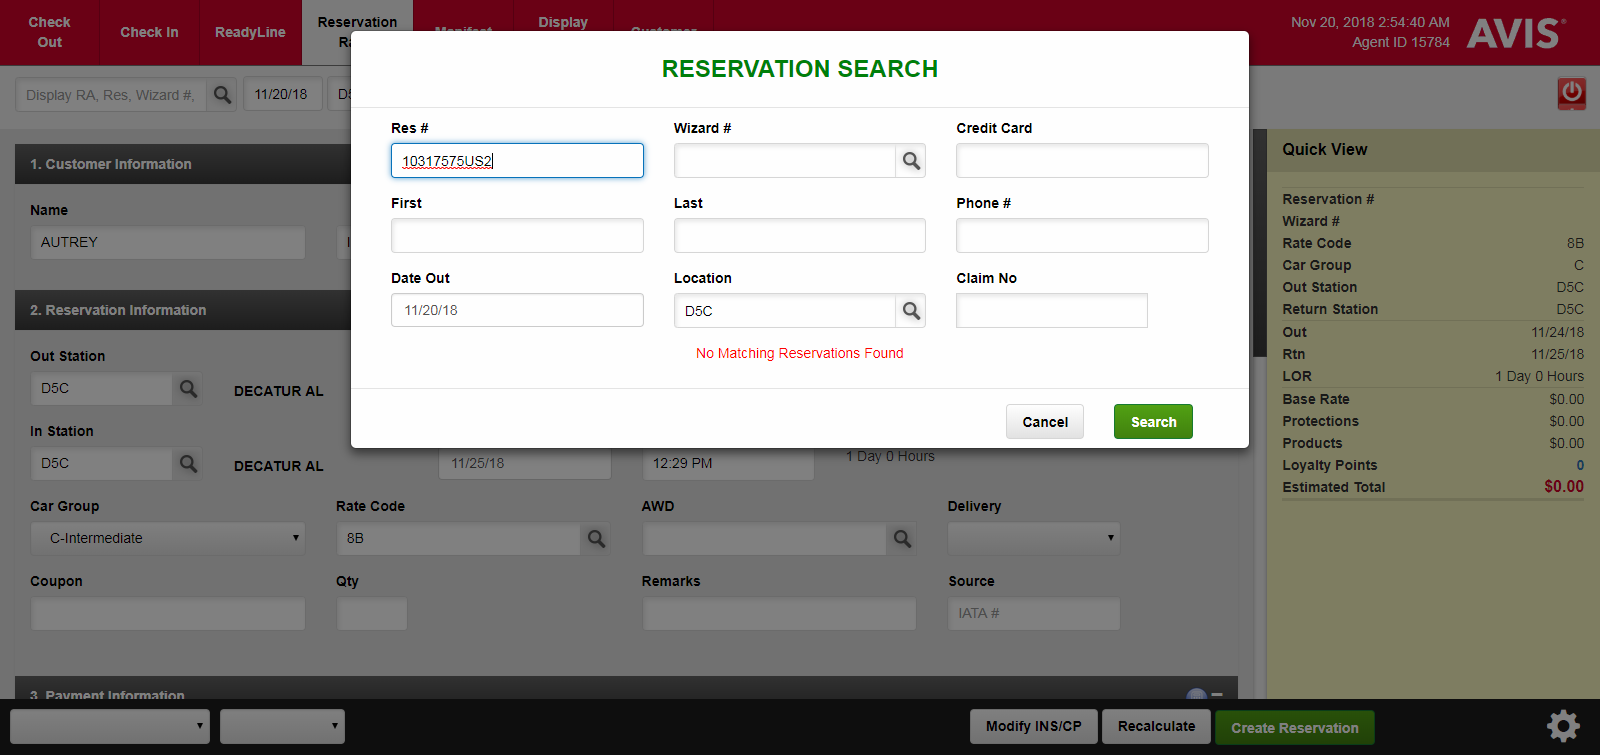 Check Out
Check In
ReadyLine
Reservation
Display
Nov 20, 2018 2:54:40 AM
Agent ID 15784
AVIS
Display RA, Res, Wizard #,
11/20/18
RESERVATION SEARCH
Res #
Wizard #
Credit Card
10317575US2
First
Last
Phone #
Date Out
Location
Claim No
11/20/18
D5C
No Matching Reservations Found
Cancel
Search
1. Customer Information
Name
AUTREY
2. Reservation Information
Out Station
D5C
DECATUR AL
In Station
D5C
DECATUR AL
11/25/18
12:29 PM
1 Day 0 Hours
Car Group
Rate Code
AWD
Delivery
C-Intermediate
8B
Coupon
Qty
Remarks
Source
IATA #
3. Payment Information
Quick View
Reservation #
Wizard #
Rate Code 8B
Car Group C
Out Station D5C
Return Station D5C
Out 11/24/18
Rtn 11/25/18
LOR 1 Day 0 Hours
Base Rate $0.00
Protections $0.00
Products $0.00
Loyalty Points 0
Estimated Total $0.00
Modify INS/CP
Recalculate
Create Reservation